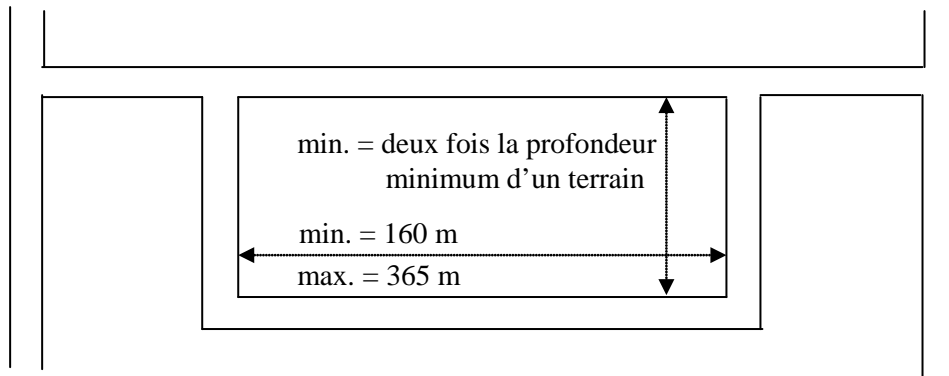 min. = deux fois la profondeur
minimum d’un terrain
min. = 160 m
max. = 365 m